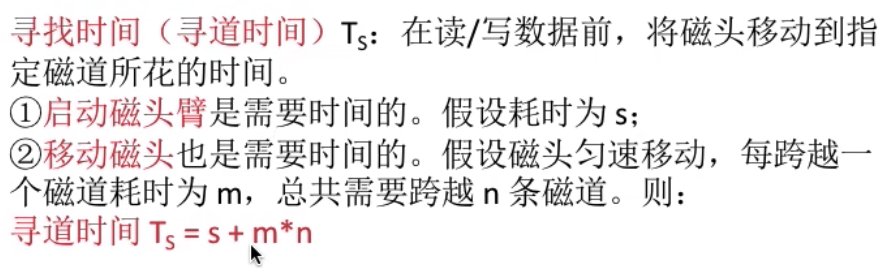 寻找时间（寻道时间）TS：在读/写数据前，将磁头移动到指
定磁道所花的时间。
①启动磁头臂是需要时间的。假设耗时为 s；
②移动磁头也是需要时间的。假设磁头匀速移动，每跨越一
个磁道耗时为 m，总共需要跨越 n 条磁道。则：
寻道时间 TS = s + m*n